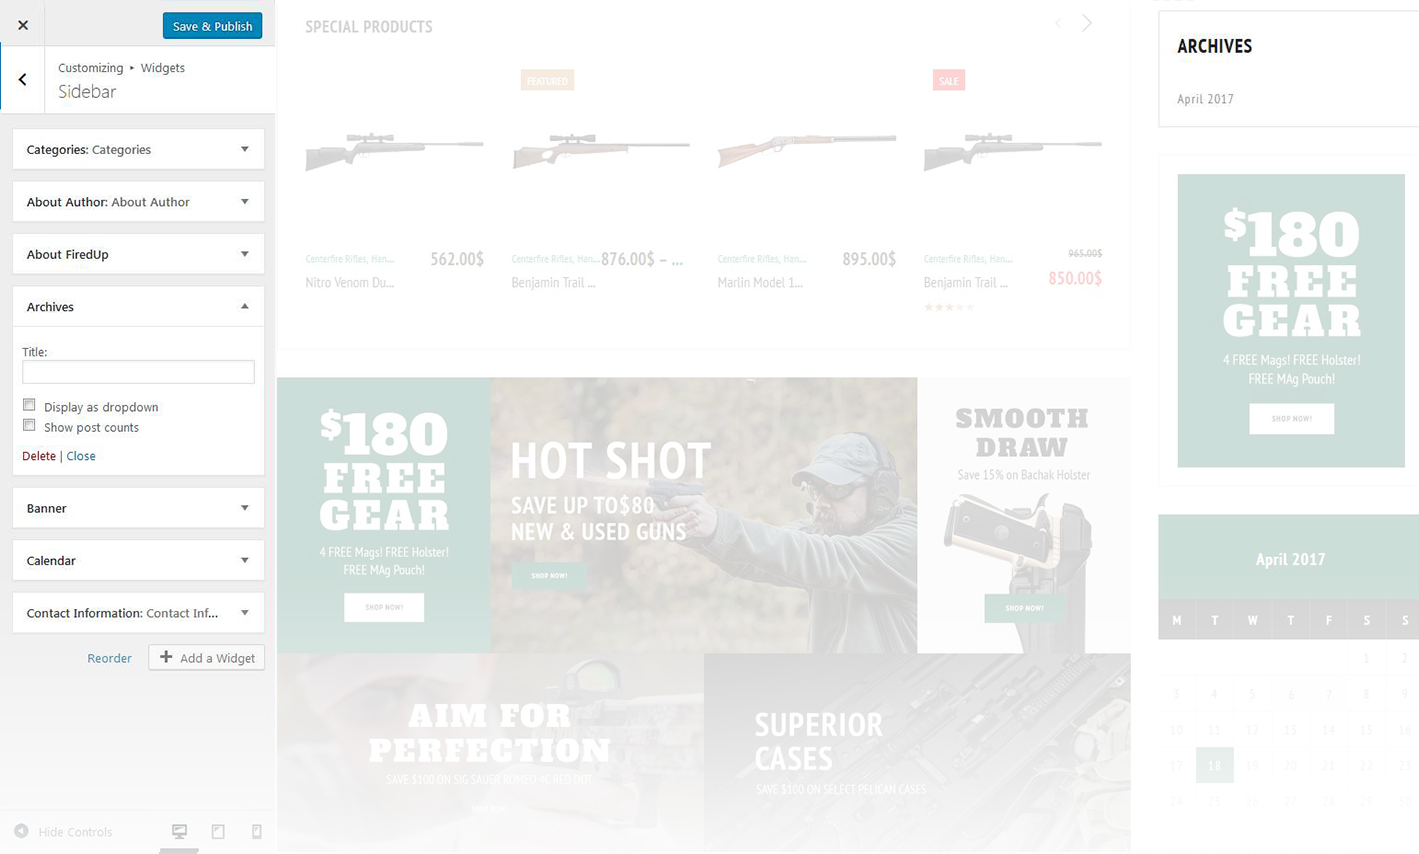 Save & Publish
Customizing ▸ Widgets
Sidebar
Categories: Categories
About Author: About Author
About FiredUp
Archives
Title:
Display as dropdown
Show post counts
Delete | Close
Banner
Calendar
Contact Information: Contact Inf...
Reorder
Add a Widget
Hide Controls
SPECIAL PRODUCTS
FEATURED
SALE
Centerfire Rifles, Han...
562.00$
Nitro Venom Du...
Centerfire Rifles, Han...
876.00$ – ...
Benjamin Trail ...
Centerfire Rifles, Han...
895.00$
Marlin Model 1...
Centerfire Rifles, Han...
965.00$
850.00$
Benjamin Trail ...
$180
FREE
GEAR
4 FREE Mags! FREE Holster!
FREE MAg Pouch!
SHOP NOW!
HOT SHOT
SAVE UP TO$80
NEW & USED GUNS
SHOP NOW!
SMOOTH
DRAW
Save 15% on Bachak Holster
SHOP NOW!
AIM FOR
PERFECTION
SAVE $100 ON SIG SAUER ROMEO 4C RED DOT
SUPERIOR
CASES
SAVE $100 ON SELECT PELICAN CASES
ARCHIVES
April 2017
$180
FREE
GEAR
4 FREE Mags! FREE Holster!
FREE MAg Pouch!
SHOP NOW!
April 2017
M T W T F S S
1 2
3 4 5 6 7 8 9
10 11 12 13 14 15 16
17 18 19 20 21 22 23
24 25 26 27 28 29 30